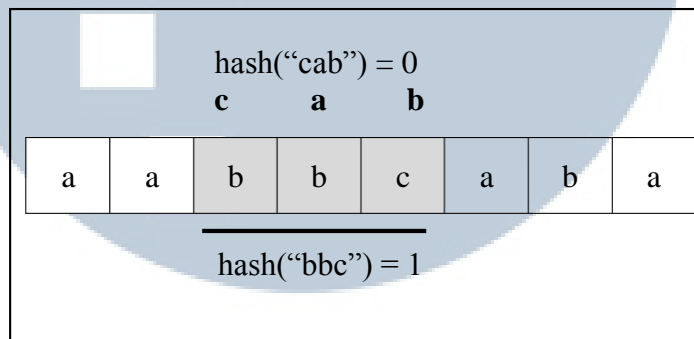 hash(“cab”) = 0
c a b
a a b b c a b a
hash(“bbc”) = 1